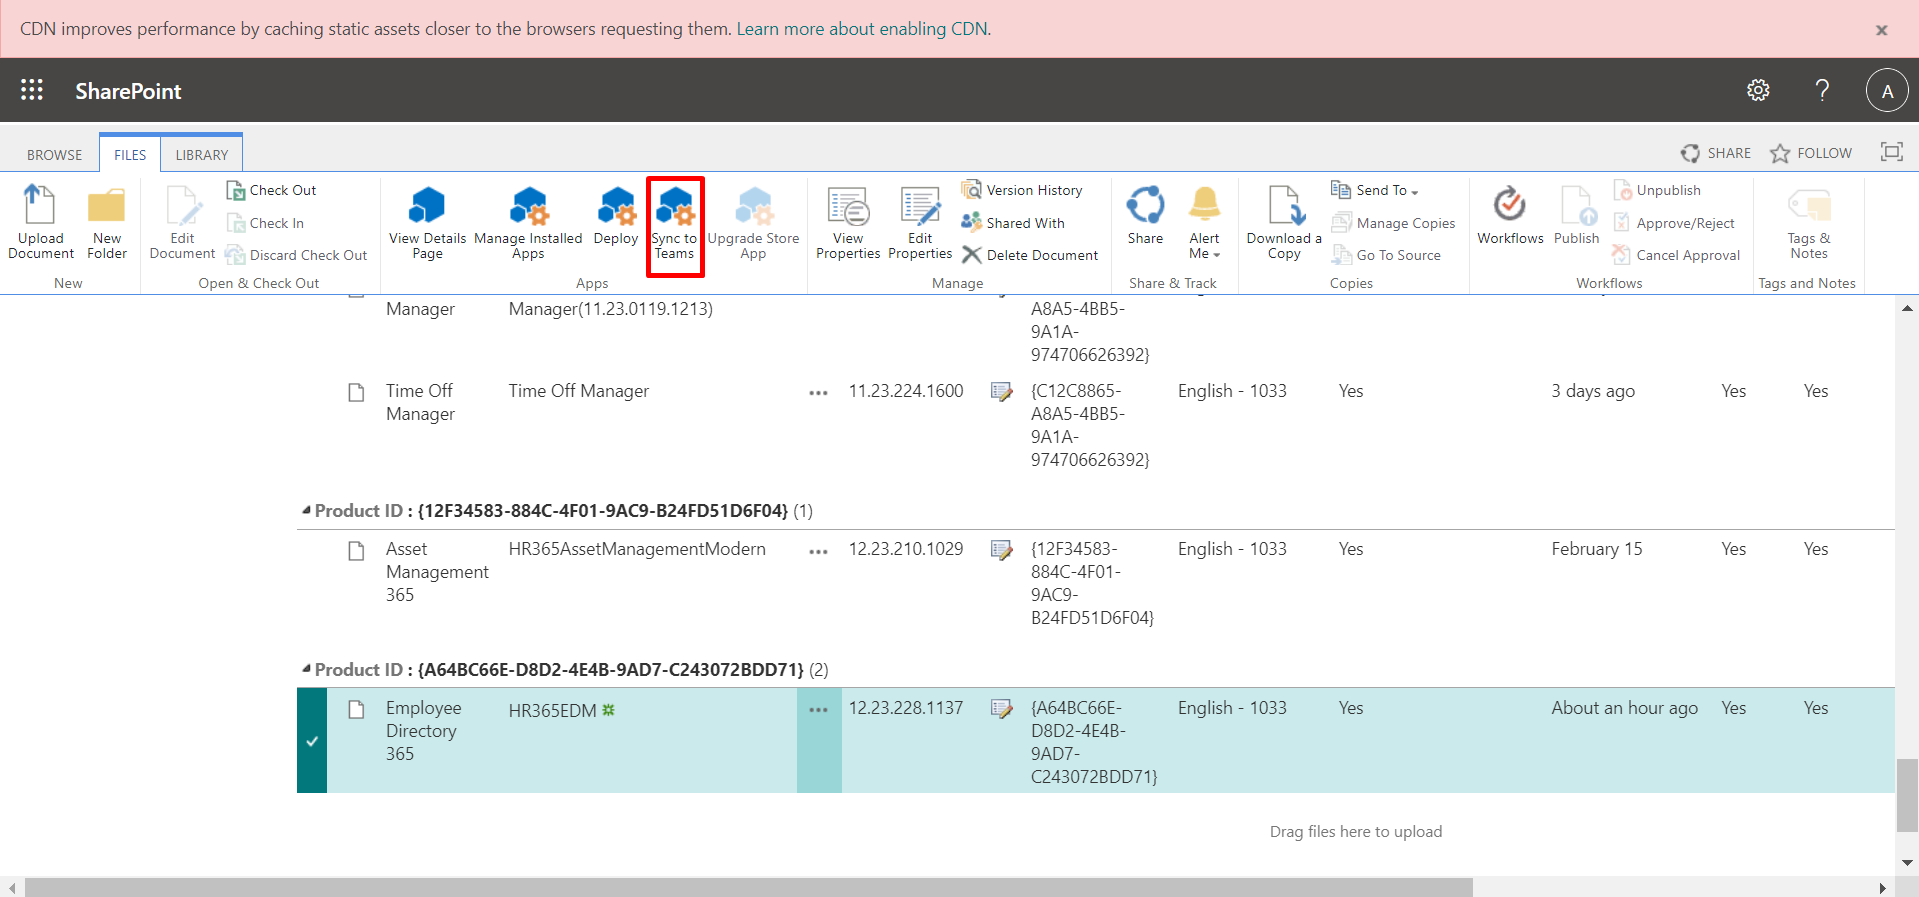 CDN improves performance by caching static assets closer to the browsers requesting them. Learn more about enabling CDN.
SharePoint
?
A
BROWSE
FILES
LIBRARY
SHARE
FOLLOW
Upload Document
New Folder
New
Edit Document
Check Out
Check In
Discard Check Out
Open & Check Out
View Details Page
Manage Installed Apps
Deploy
Sync to Teams
Upgrade Store App
Apps
View Properties
Edit Properties
Version History
Shared With
Delete Document
Manage
Share
Alert Me
Share & Track
Download a Copy
Send To
Manage Copies
Go To Source
Copies
Workflows
Publish
Unpublish
Approve/Reject
Cancel Approval
Workflows
Tags & Notes
Tags and Notes
Manager
Manager(11.23.0119.1213)
A8A5-4BB5-
9A1A-
974706626392}
Time Off Manager
Time Off Manager
...
11.23.224.1600
{C12C8865-
A8A5-4BB5-
9A1A-
974706626392}
English - 1033
Yes
3 days ago
Yes
Yes
Product ID : {12F34583-884C-4F01-9AC9-B24FD51D6F04} (1)
Asset Management 365
HR365AssetManagementModern
...
12.23.210.1029
{12F34583-
884C-4F01-
9AC9-
B24FD51D6F04}
English - 1033
Yes
February 15
Yes
Yes
Product ID : {A64BC66E-D8D2-4E4B-9AD7-C243072BDD71} (2)
Employee Directory 365
HR365EDM
...
12.23.228.1137
{A64BC66E-
D8D2-4E4B-
9AD7-
C243072BDD71}
English - 1033
Yes
About an hour ago
Yes
Yes
Drag files here to upload